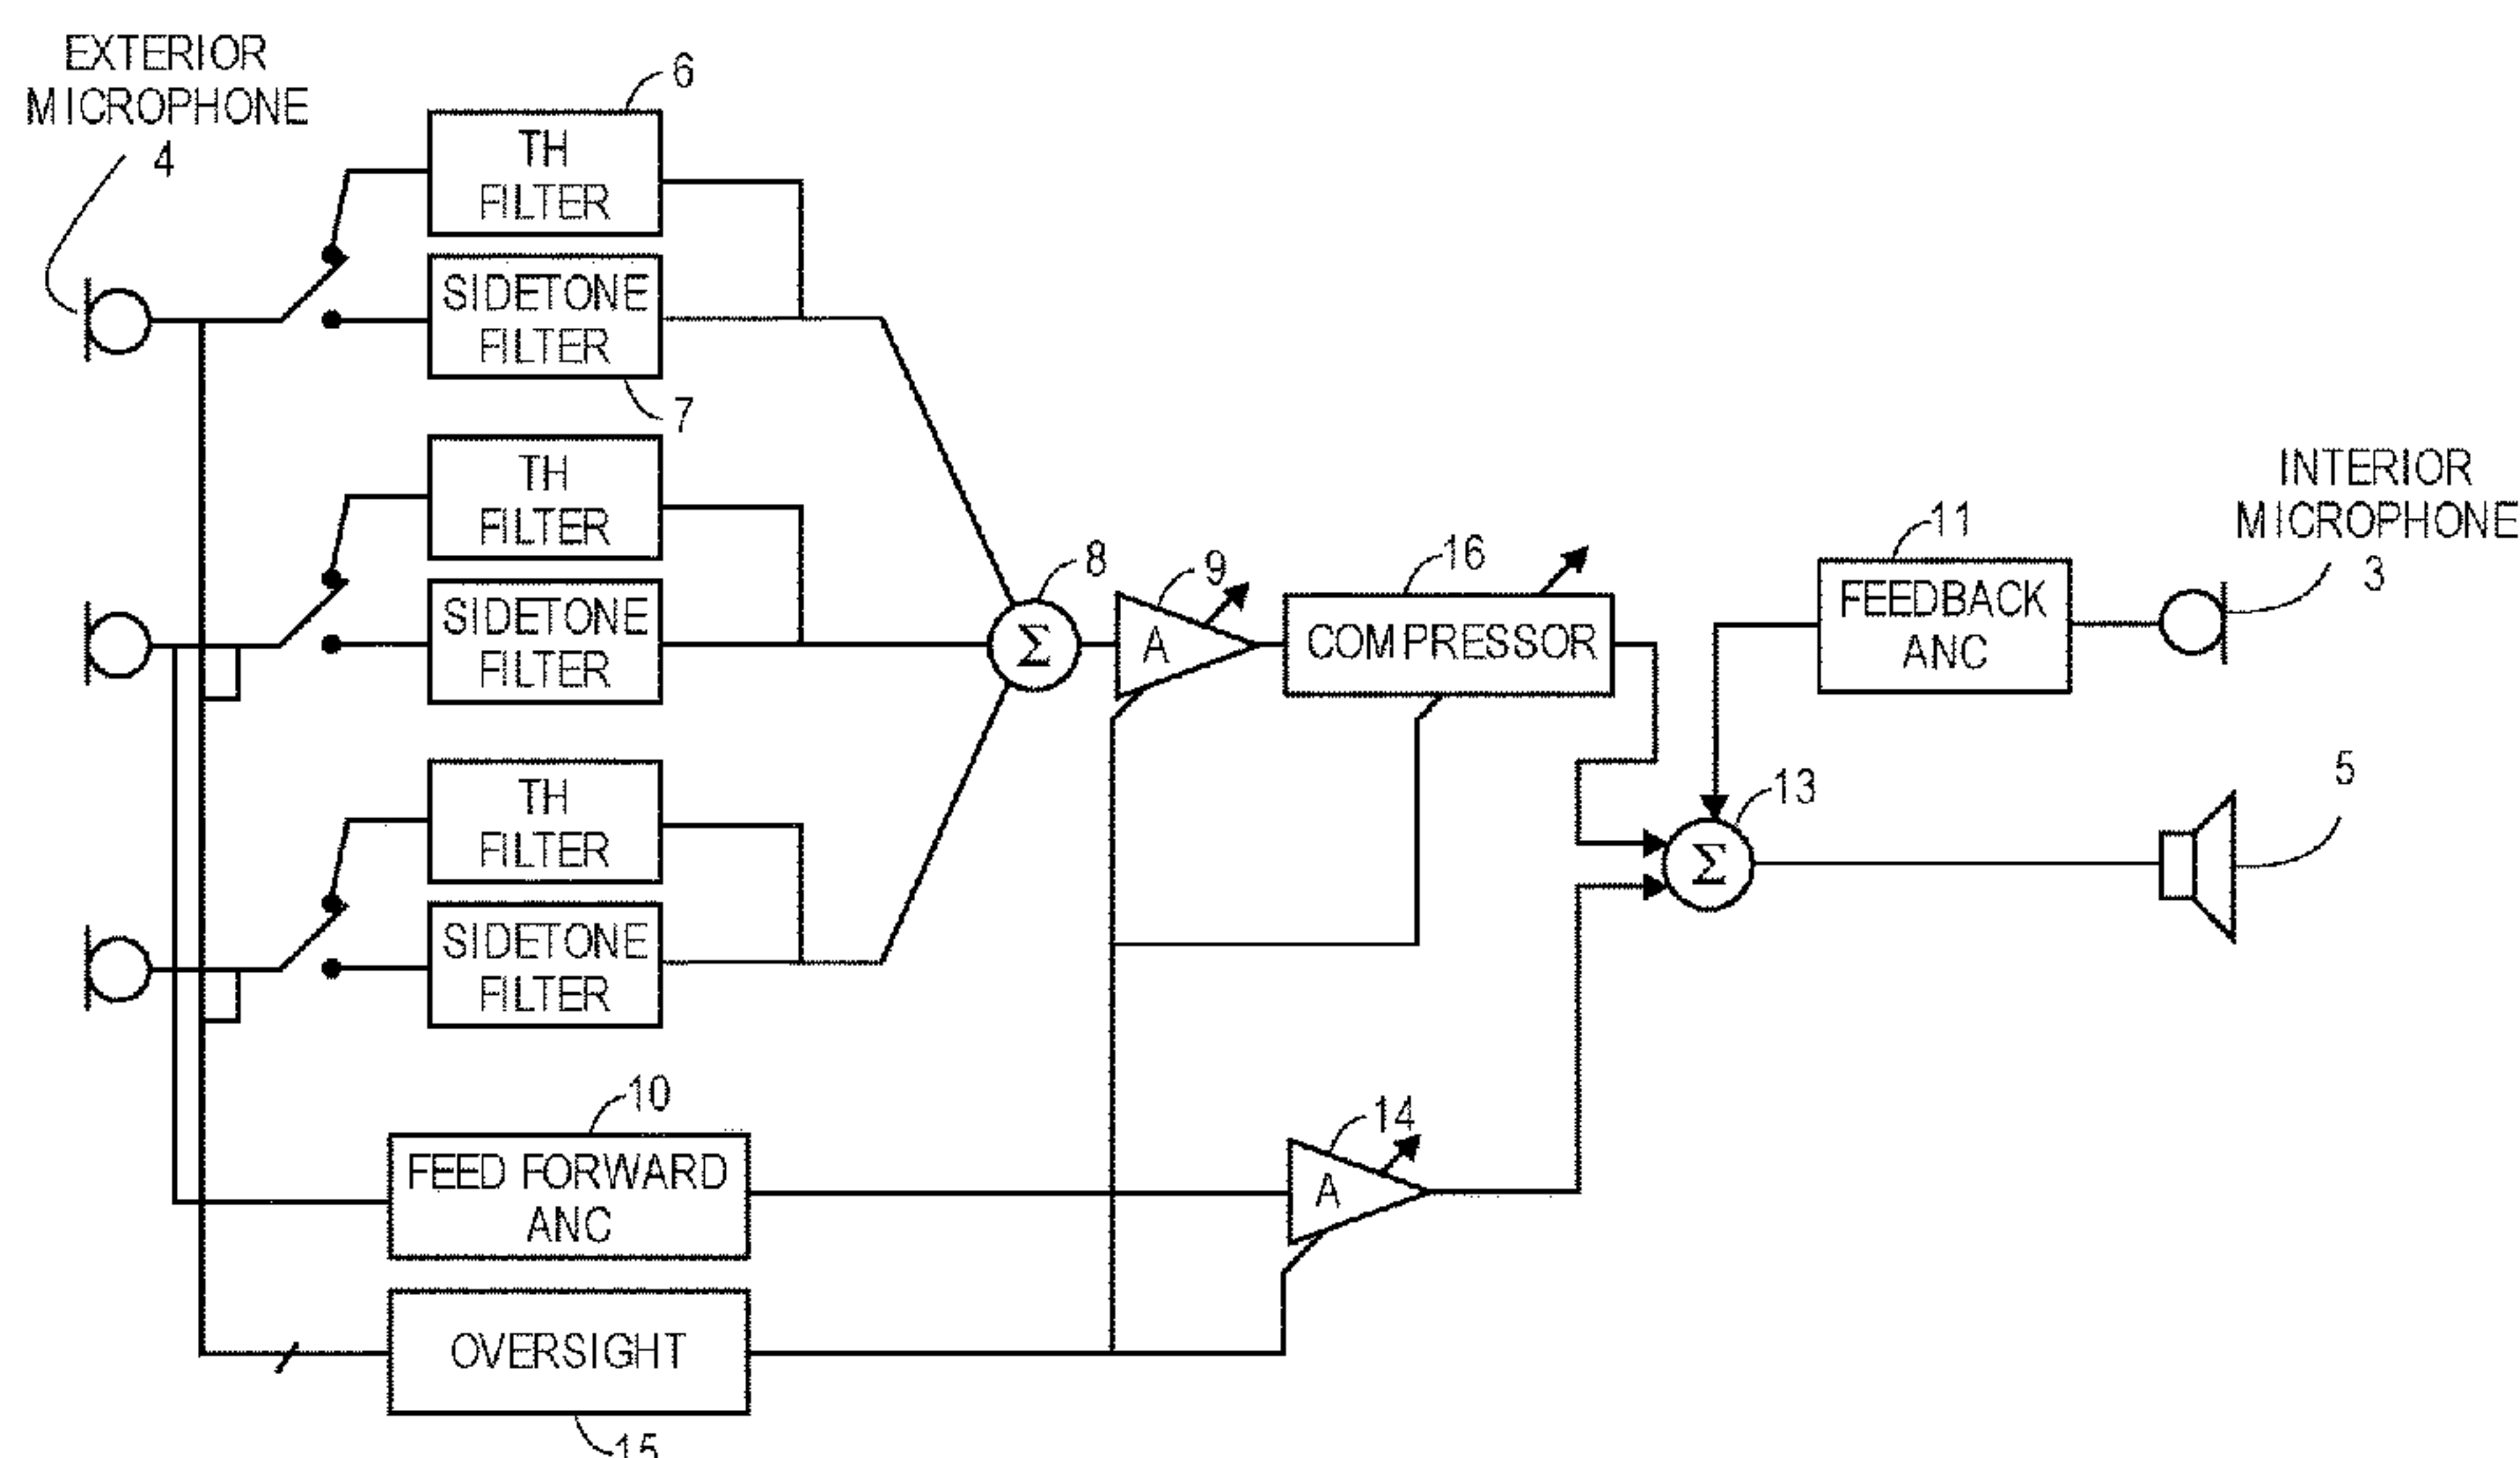 EXTERIOR
MICROPHONE
4
6
TH
FILTER
SIDETONE
FILTER
7
TH
FILTER
SIDETONE
FILTER
8
Σ
9
A
16
COMPRESSOR
11
FEEDBACK
ANC
INTERIOR
MICROPHONE
3
TH
FILTER
SIDETONE
FILTER
13
Σ
5
10
FEED FORWARD
ANC
14
A
OVERSIGHT
15